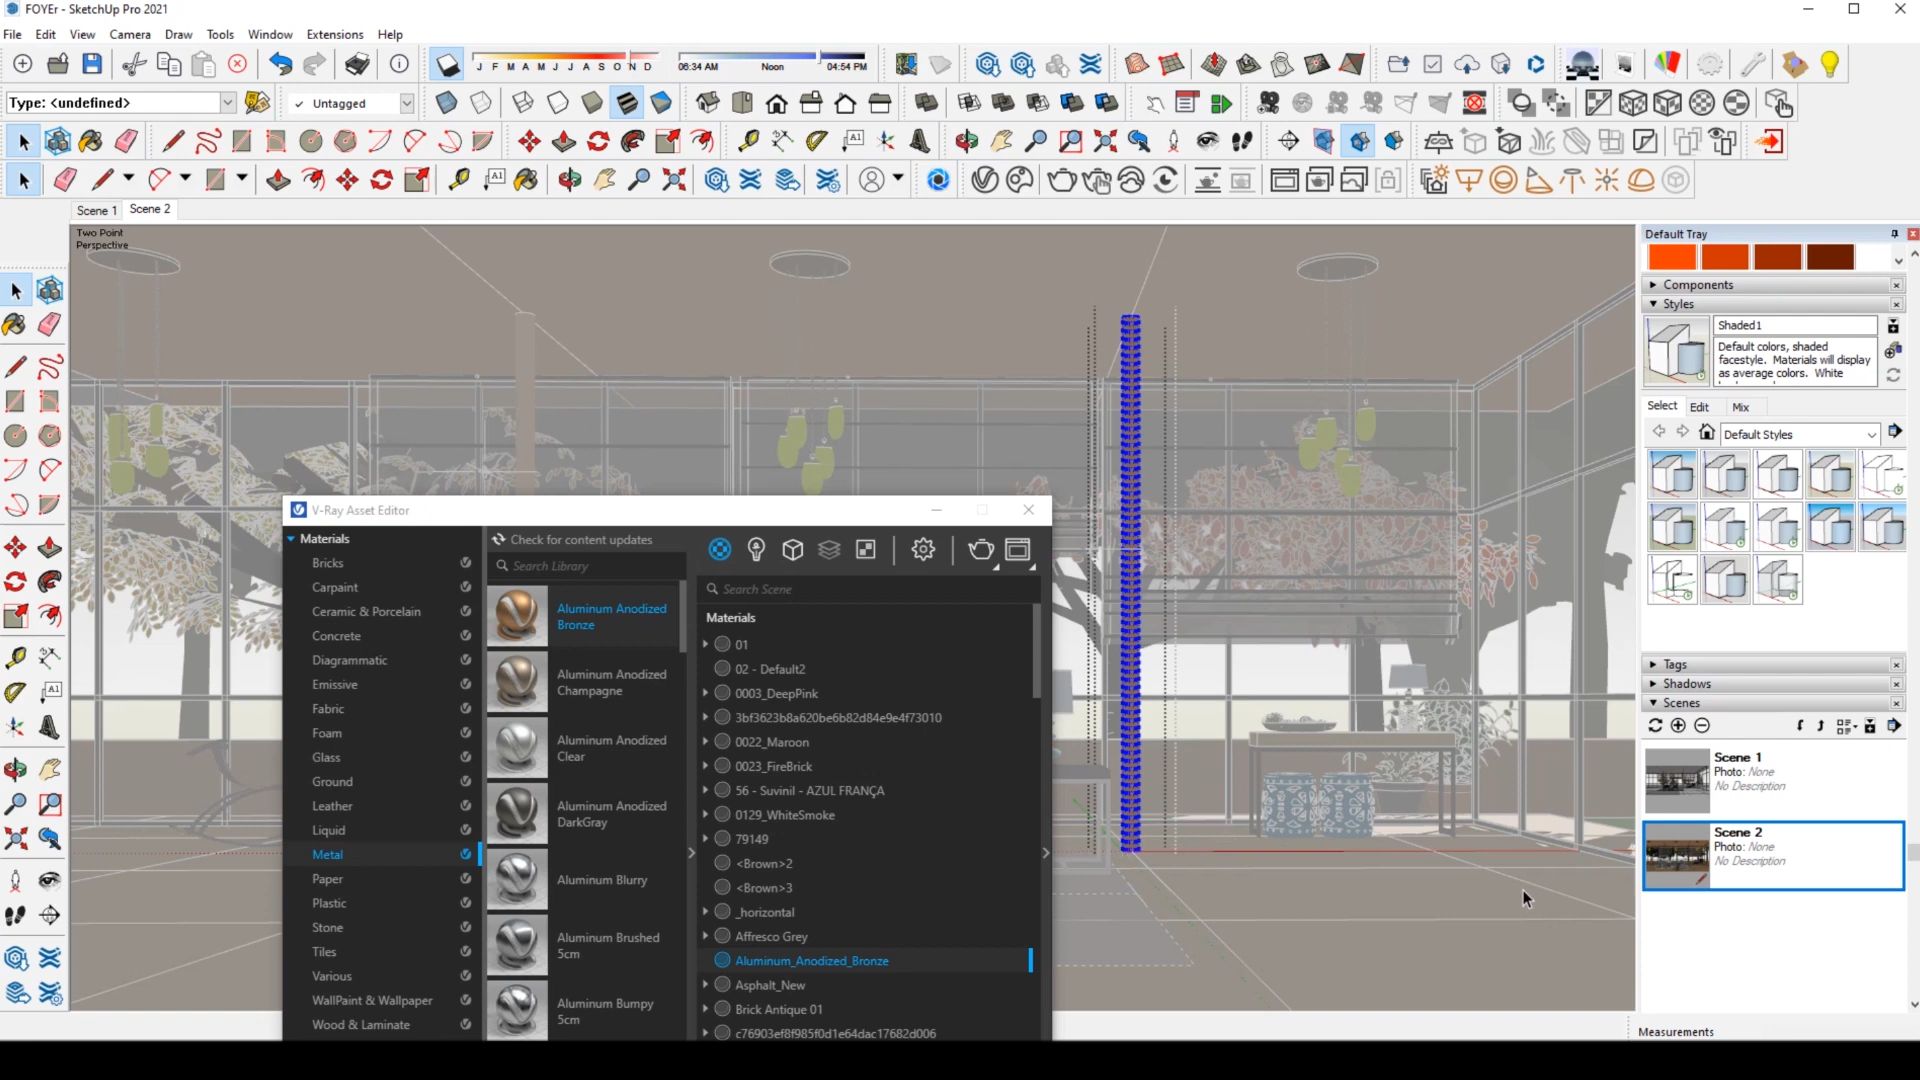 FOYEr - SketchUp Pro 2021
File Edit View Camera Draw Tools Window Extensions Help
J F M A M J J A S O N D 06:34 AM Noon 04:54 PM
Type: <undefined> Untagged
Scene 1 Scene 2
Two Point
Perspective
V-Ray Asset Editor
Materials
Bricks
Carpaint
Ceramic & Porcelain
Concrete
Diagrammatic
Emissive
Fabric
Foam
Glass
Ground
Leather
Liquid
Metal
Paper
Plastic
Stone
Tiles
Various
WallPaint & Wallpaper
Wood & Laminate
Check for content updates
Search Library
Aluminum Anodized
Bronze
Aluminum Anodized
Champagne
Aluminum Anodized
Clear
Aluminum Anodized
DarkGray
Aluminum Blurry
Aluminum Brushed
5cm
Aluminum Bumpy
5cm
Search Scene
Materials
01
02 - Default2
0003_DeepPink
3bf3623b8a620be6b82d84e9e4f73010
0022_Maroon
0023_FireBrick
56 - Suvinil - AZUL FRANÇA
0129_WhiteSmoke
79149
<Brown>2
<Brown>3
_horizontal
Affresco Grey
Aluminum_Anodized_Bronze
Asphalt_New
Brick Antique 01
c76903ef8f985f0d1e64dac17682d006
Default Tray
Components
Styles
Shaded1
Default colors, shaded
facestyle. Materials will display
as average colors. White
Select Edit Mix
Default Styles
Tags
Shadows
Scenes
Scene 1
Photo: None
No Description
Scene 2
Photo: None
No Description
Measurements